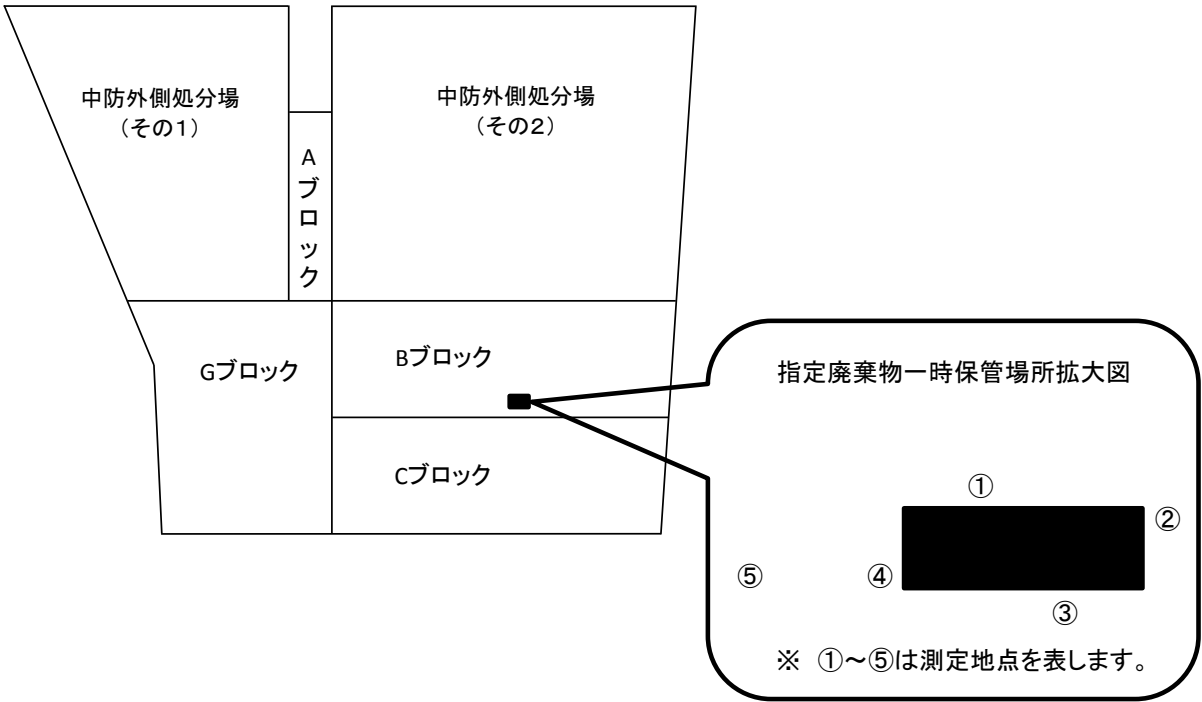 中防外側処分場
（その１）
Aブロック
中防外側処分場
（その２）
Gブロック
Bブロック
Cブロック
指定廃棄物一時保管場所拡大図
①
②
③
④
⑤
※　①～⑤は測定地点を表します。